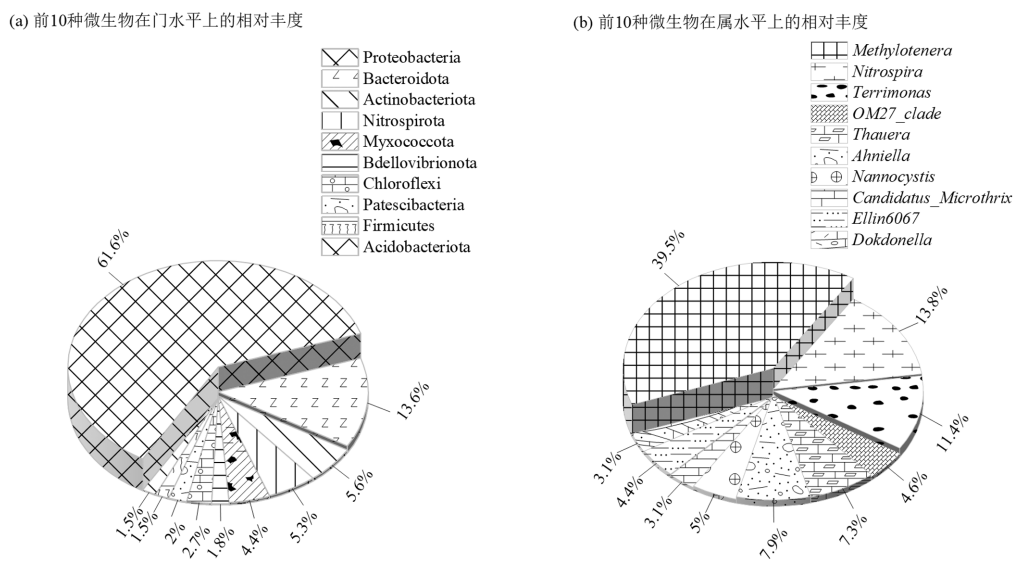 (a) 前10种微生物在门水平上的相对丰度
Proteobacteria
Bacteroidota
Actinobacteriota
Nitrospirota
Myxococcota
Bdellovibrionota
Chloroflexi
Patescibacteria
Firmicutes
Acidobacteriota
61.6%
13.6%
5.6%
5.3%
4.4%
1.8%
2.7%
2%
1.5%
1.5%
(b) 前10种微生物在属水平上的相对丰度
Methylotenera
Nitrospira
Terrimonas
OM27_clade
Thauera
Ahniella
Nannocystis
Candidatus_Microthrix
Ellin6067
Dokdonella
39.5%
13.8%
11.4%
4.6%
7.3%
7.9%
5%
3.1%
4.4%
3.1%